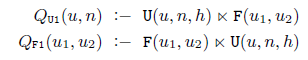 Q_{U1}(u, n) :- U(u, n, h) ⋉ F(u₁, u₂)
Q_{F1}(u₁, u₂) :- F(u₁, u₂) ⋉ U(u, n, h)